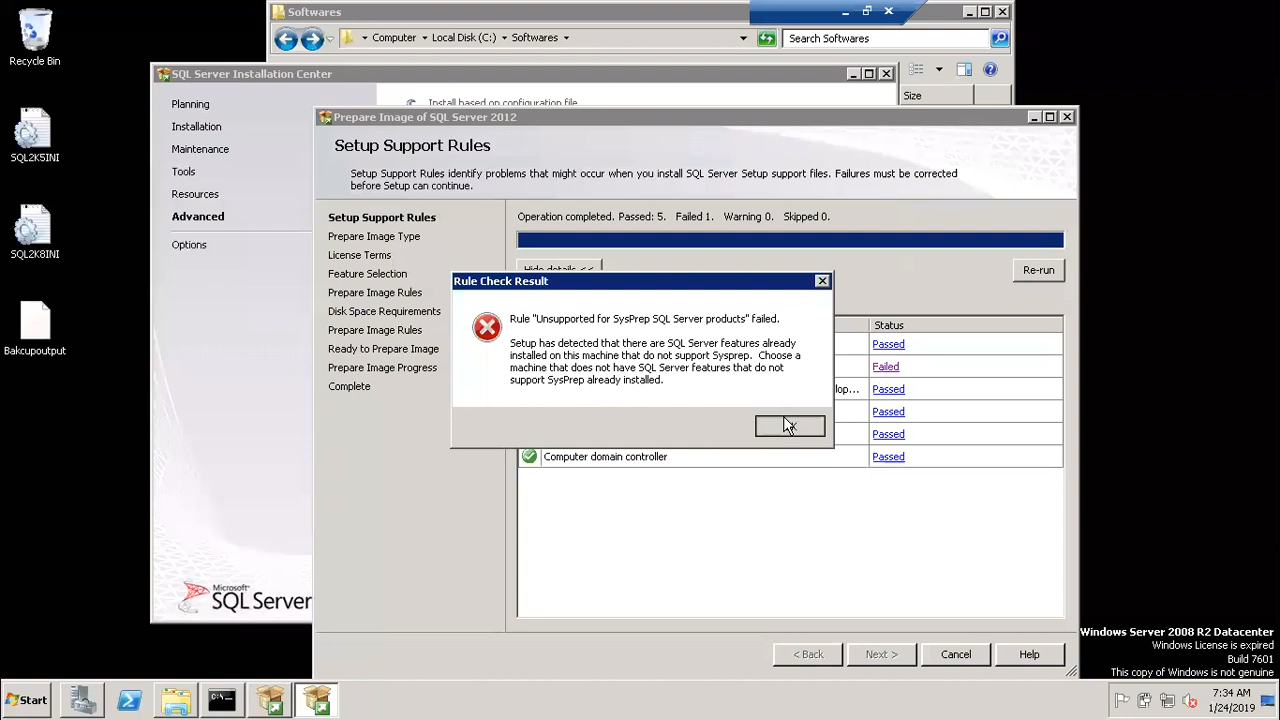 Softwares
Recycle Bin
Computer Local Disk (C:) Softwares
Search Softwares
SQL Server Installation Center
Size
Planning
Install based on configuration file
Prepare Image of SQL Server 2012
Installation
Setup Support Rules
Maintenance
SQL2K5INI
Tools
Setup Support Rules identify problems that might occur when you install SQL Server Setup support files. Failures must be corrected
before Setup can continue.
Resources
Advanced
Setup Support Rules
Operation completed. Passed: 5. Failed 1. Warning 0. Skipped 0.
Prepare Image Type
Options
SQL2K8INI
License Terms
Feature Selection
Hide details <<
Re-run
Rule Check Result
Prepare Image Rules
Disk Space Requirements
Rule "Unsupported for SysPrep SQL Server products" failed.
Status
Prepare Image Rules
Setup has detected that there are SQL Server features already
installed on this machine that do not support Sysprep. Choose a
machine that does not have SQL Server features that do not
support SysPrep already installed.
Passed
Ready to Prepare Image
Bakcupoutput
Prepare Image Progress
Failed
Complete
lop...
Passed
Passed
Passed
Computer domain controller
Passed
Microsoft
SQL Server
Windows Server 2008 R2 Datacenter
Windows License is expired
Build 7601
This copy of Windows is not genuine
< Back
Next >
Cancel
Help
Start
7:34 AM
1/24/2019